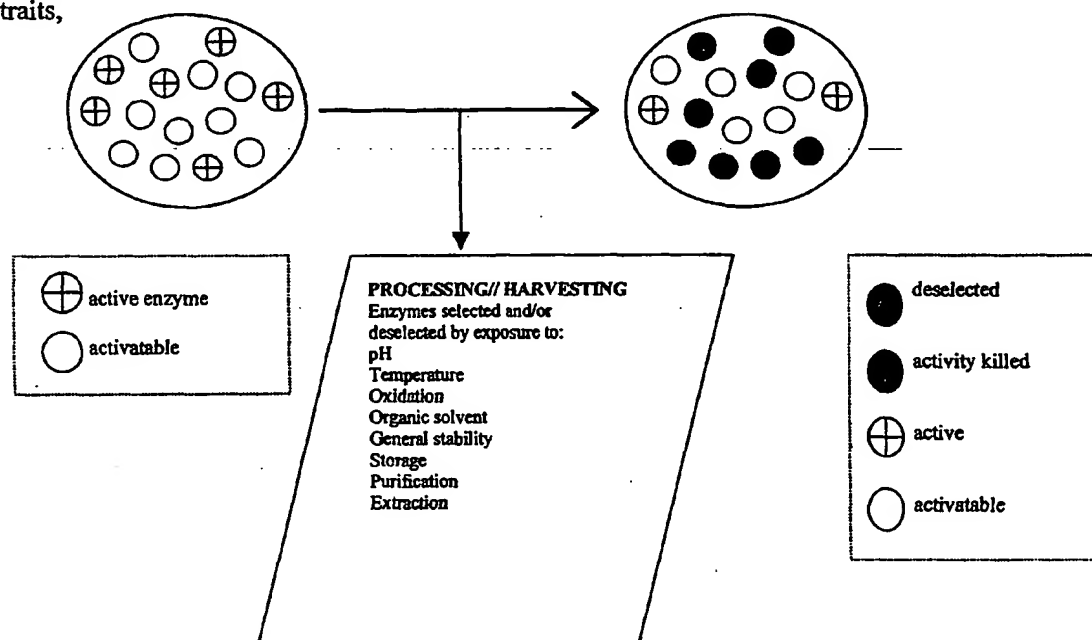 traits,
active enzyme
activatable
PROCESSING// HARVESTING
Enzymes selected and/or
deselected by exposure to:
pH
Temperature
Oxidation
Organic solvent
General stability
Storage
Purification
Extraction
deselected
activity killed
active
activatable